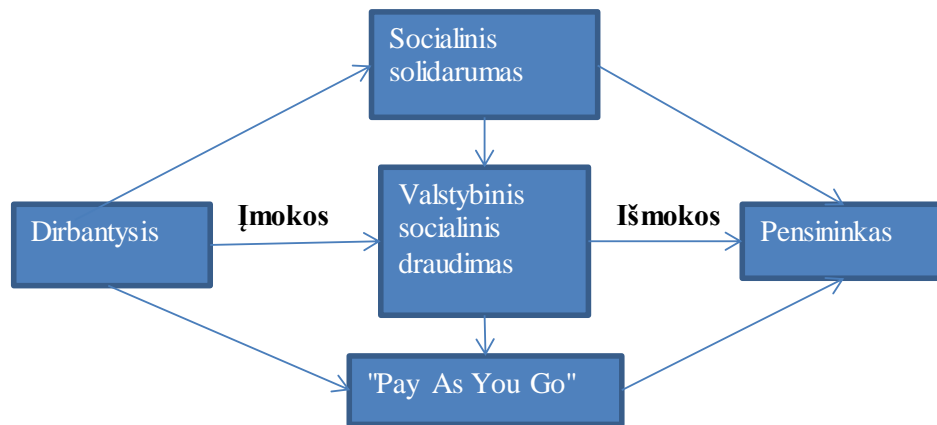 Socialinis
solidarumas
Dirbantysis
Įmokos
Valstybinis
socialinis
draudimas
Išmokos
Pensininkas
"Pay As You Go"